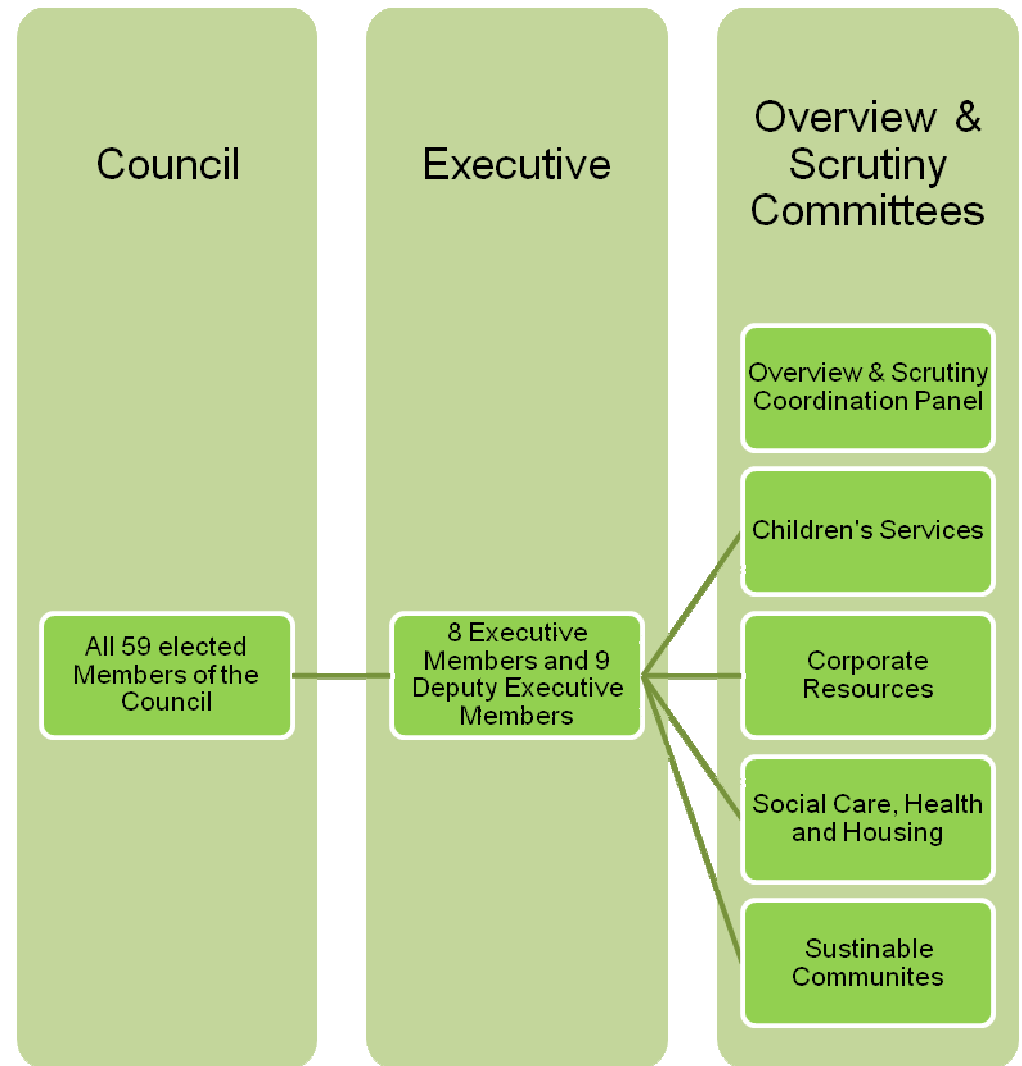 Council
Executive
Overview &
Scrutiny
Committees
Overview & Scrutiny
Coordination Panel
Children's Services
All 59 elected
Members of the
Council
8 Executive
Members and 9
Deputy Executive
Members
Corporate
Resources
Social Care, Health
and Housing
Sustinable
Communites